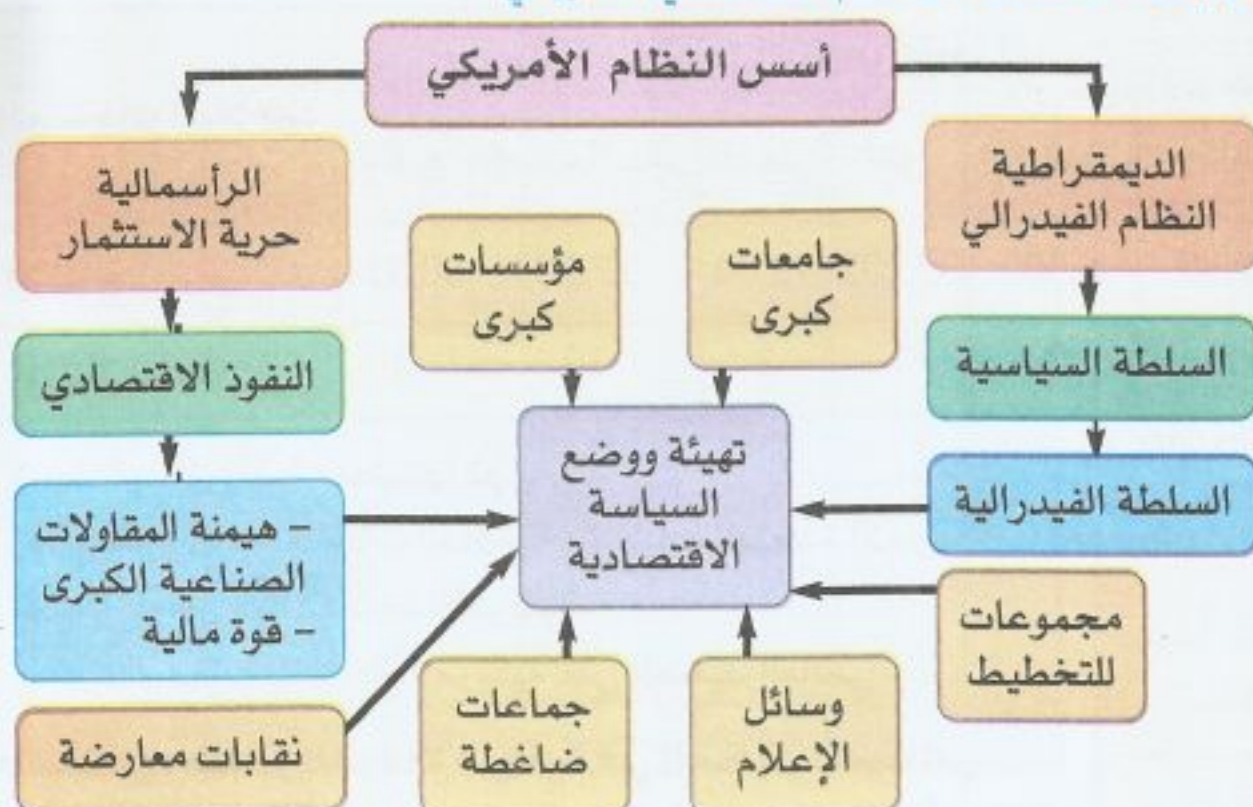 أسس النظام الأمريكي
الديمقراطية
النظام الفيدرالي
الرأسمالية
حرية الاستثمار
جامعات
كبرى
مؤسسات
كبرى
السلطة السياسية
النفوذ الاقتصادي
تهيئة ووضع
السياسة
الاقتصادية
السلطة الفيدرالية
– هيمنة المقاولات
الصناعية الكبرى
– قوة مالية
مجموعات
للتخطيط
وسائل
الإعلام
جماعات
ضاغطة
نقابات معارضة